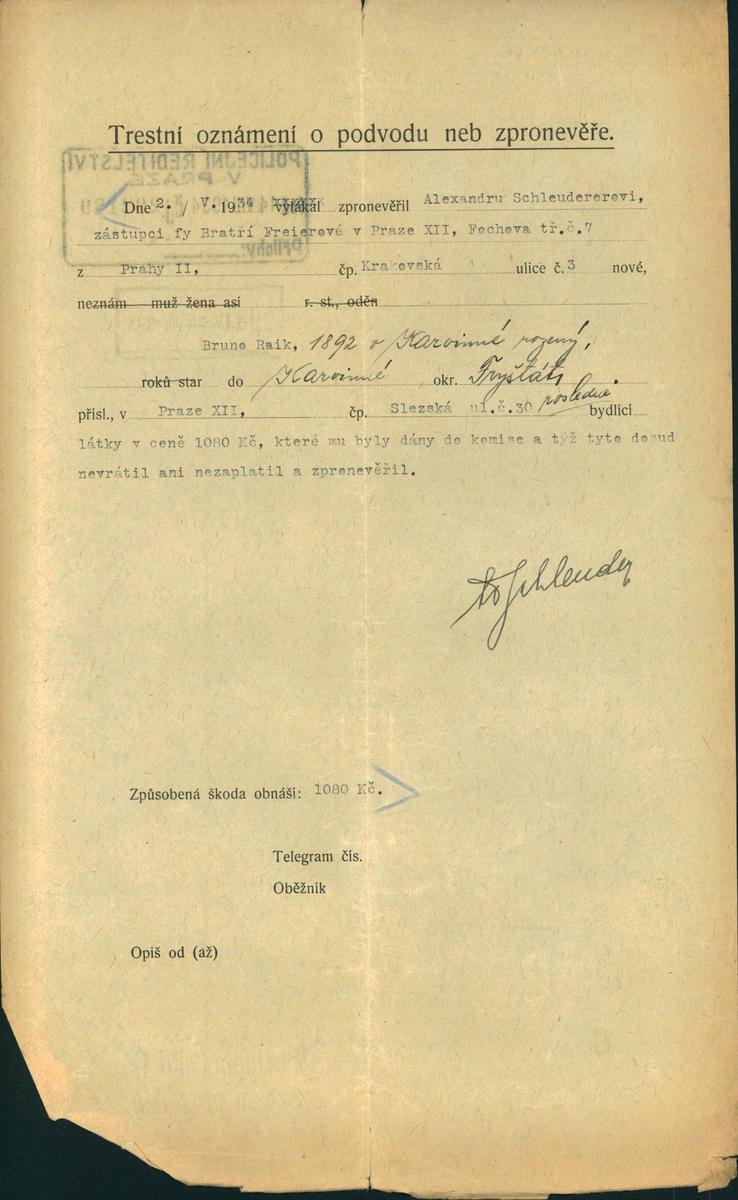 Trestní oznámení o podvodu neb zpronevěře.
POLICEJNÍ ŘEDITELSTVÍ
V PRAZE
Přílohy
Dne 2. / V. 1934 vylákal zpronevěřil Alexandru Schleudererovi,
zástupci fy Bratří Freierové v Praze XII, Fochova tř.č.7
z Prahy II, čp. Krakovská ulice č. 3 nové,
neznám muž žena asi r. st., oděn
Bruno Raik, 1892 v Karvinné rozený,
roků star do Karvinné okr. Fryštát
přísl., v Praze XII, čp. Slezská ul.č.30 posledně bydlící
látky v ceně 1080 Kč, které mu byly dány do komise a týž tyto dosud
nevrátil ani nezaplatil a zpronevěřil.
Způsobená škoda obnáší: 1080 Kč.
Telegram čís.
Oběžník
Opiš od (až)